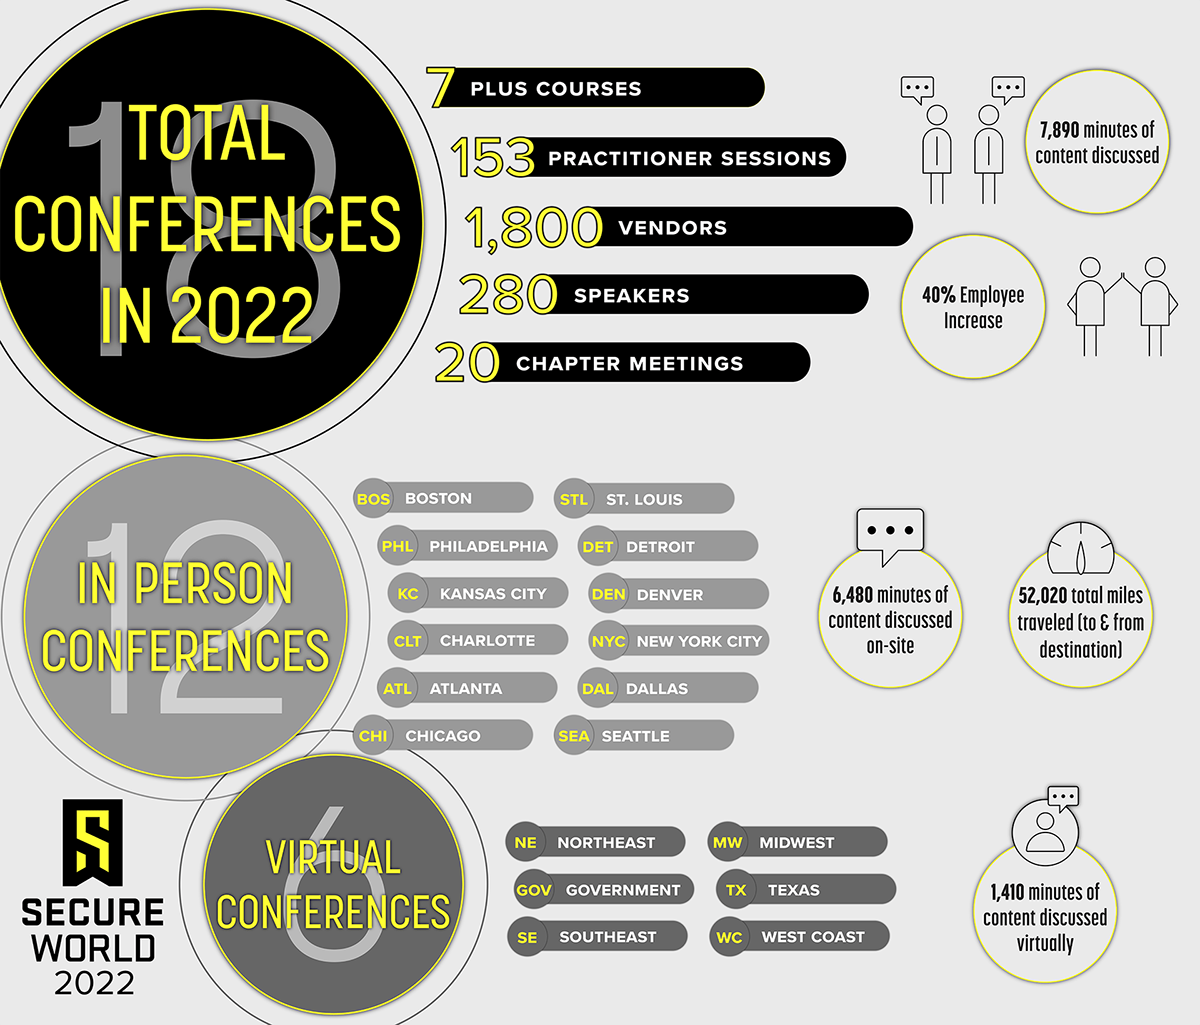 18
TOTAL
CONFERENCES
IN 2022
7 PLUS COURSES
153 PRACTITIONER SESSIONS
1,800 VENDORS
280 SPEAKERS
20 CHAPTER MEETINGS
7,890 minutes of
content discussed
40% Employee
Increase
12
IN PERSON
CONFERENCES
BOS BOSTON
PHL PHILADELPHIA
KC KANSAS CITY
CLT CHARLOTTE
ATL ATLANTA
CHI CHICAGO
STL ST. LOUIS
DET DETROIT
DEN DENVER
NYC NEW YORK CITY
DAL DALLAS
SEA SEATTLE
6,480 minutes of
content discussed
on-site
52,020 total miles
traveled (to & from
destination)
6
VIRTUAL
CONFERENCES
NE NORTHEAST
GOV GOVERNMENT
SE SOUTHEAST
MW MIDWEST
TX TEXAS
WC WEST COAST
1,410 minutes of
content discussed
virtually
S
SECURE
WORLD
2022